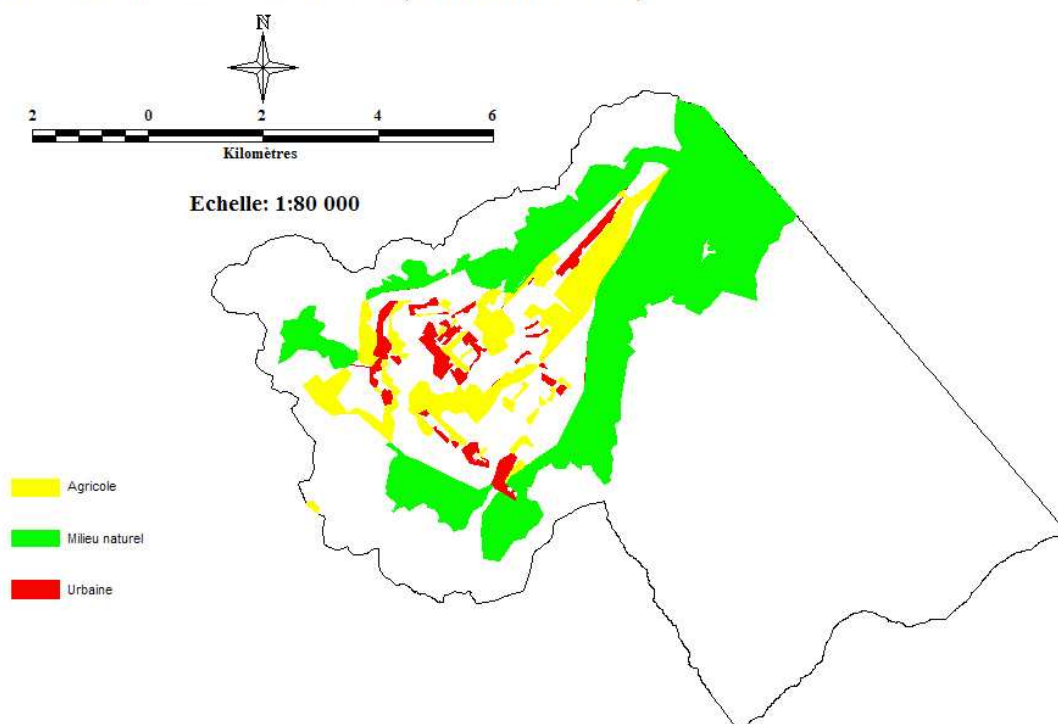 N
2 0 2 4 6
Kilomètres
Echelle: 1:80 000
Agricole
Milieu naturel
Urbaine